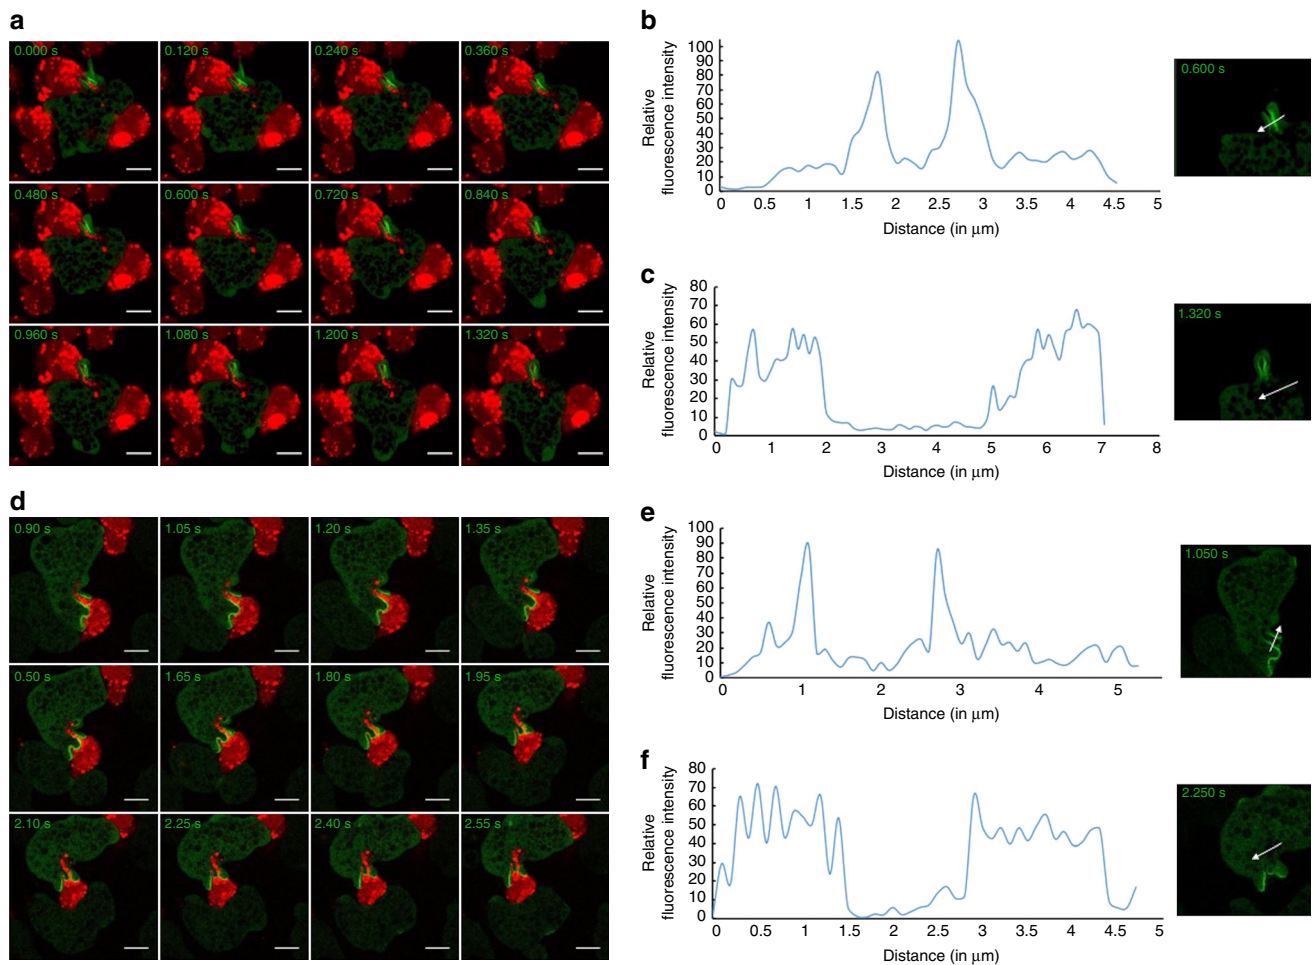 a
0.000 s 0.120 s 0.240 s 0.360 s
0.480 s 0.600 s 0.720 s 0.840 s
0.960 s 1.080 s 1.200 s 1.320 s
b
Relative
fluorescence intensity
100
90
80
70
60
50
40
30
20
10
0
0 0.5 1 1.5 2 2.5 3 3.5 4 4.5 5
Distance (in μm)
0.600 s
c
Relative
fluorescence intensity
80
70
60
50
40
30
20
10
0
0 1 2 3 4 5 6 7 8
Distance (in μm)
1.320 s
d
0.90 s 1.05 s 1.20 s 1.35 s
0.50 s 1.65 s 1.80 s 1.95 s
2.10 s 2.25 s 2.40 s 2.55 s
e
Relative
fluorescence intensity
100
90
80
70
60
50
40
30
20
10
0
0 1 2 3 4 5
Distance (in μm)
1.050 s
f
Relative
fluorescence intensity
80
70
60
50
40
30
20
10
0
0 0.5 1 1.5 2 2.5 3 3.5 4 4.5 5
Distance (in μm)
2.250 s